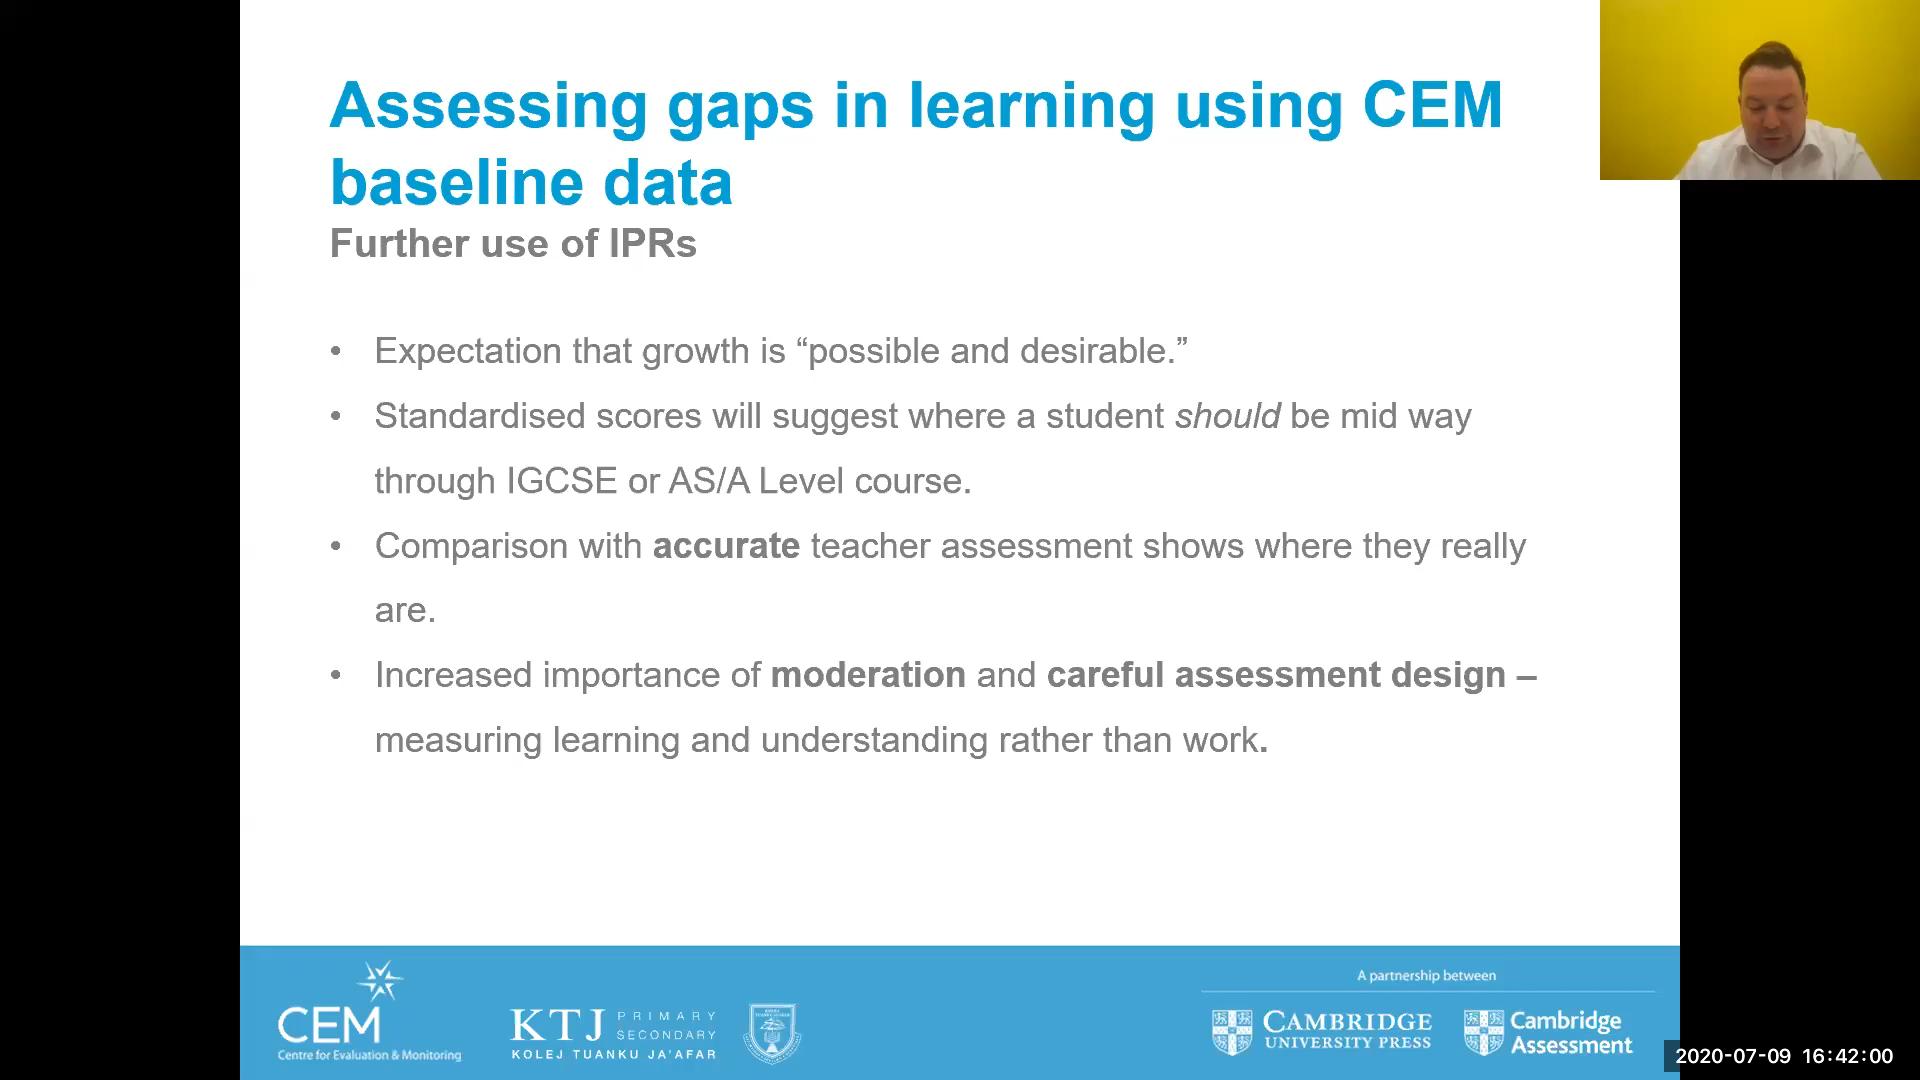 Assessing gaps in learning using CEM
baseline data
Further use of IPRs
• Expectation that growth is “possible and desirable.”
• Standardised scores will suggest where a student should be mid way
through IGCSE or AS/A Level course.
• Comparison with accurate teacher assessment shows where they really
are.
• Increased importance of moderation and careful assessment design –
measuring learning and understanding rather than work.
CEM
Centre for Evaluation & Monitoring
KTJ PRIMARY
SECONDARY
KOLEJ TUANKU JA'AFAR
A partnership between
CAMBRIDGE
UNIVERSITY PRESS
Cambridge
Assessment
2020-07-09 16:42:00